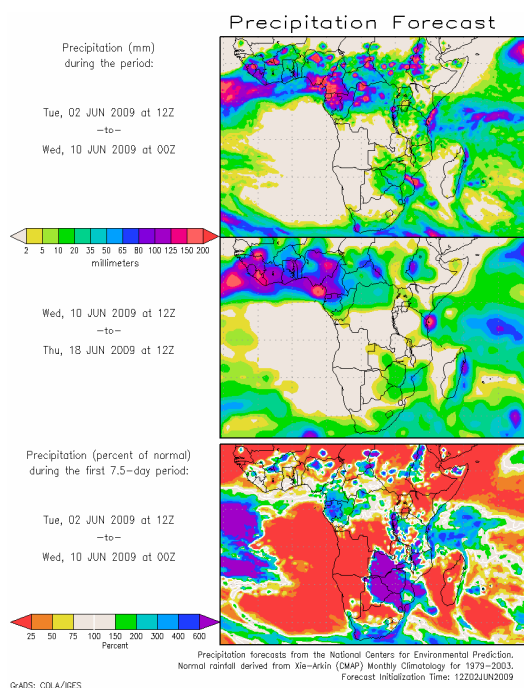 Precipitation Forecast
Precipitation (mm)
during the period:
Tue, 02 JUN 2009 at 12Z
—to—
Wed, 10 JUN 2009 at 00Z
2 5 10 20 35 50 65 80 100 125 150 200
millimeters
Wed, 10 JUN 2009 at 12Z
—to—
Thu, 18 JUN 2009 at 12Z
Precipitation (percent of normal)
during the first 7.5-day period:
Tue, 02 JUN 2009 at 12Z
—to—
Wed, 10 JUN 2009 at 00Z
25 50 75 100 150 200 300 400 600
Percent
Precipitation forecasts from the National Centers for Environmental Prediction.
Normal rainfall derived from Xie-Arkin (CMAP) Monthly Climatology for 1979-2003.
Forecast Initialization Time: 12Z02JUN2009
GrADS: COLA/IGES